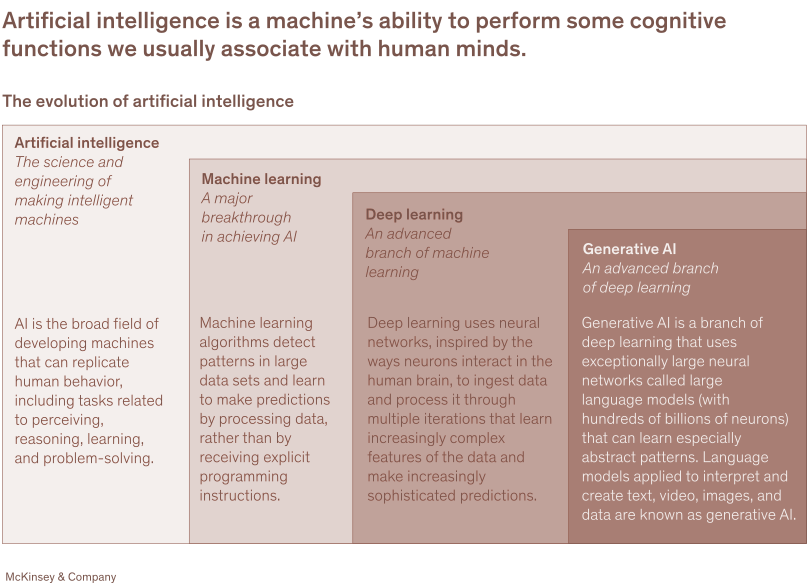 Artificial intelligence is a machine's ability to perform some cognitive
functions we usually associate with human minds.
The evolution of artificial intelligence
Artificial intelligence
The science and
engineering of
making intelligent
machines
AI is the broad field of
developing machines
that can replicate
human behavior,
including tasks related
to perceiving,
reasoning, learning,
and problem-solving.
Machine learning
A major
breakthrough
in achieving AI
Machine learning
algorithms detect
patterns in large
data sets and learn
to make predictions
by processing data,
rather than by
receiving explicit
programming
instructions.
Deep learning
An advanced
branch of machine
learning
Deep learning uses neural
networks, inspired by the
ways neurons interact in the
human brain, to ingest data
and process it through
multiple iterations that learn
increasingly complex
features of the data and
make increasingly
sophisticated predictions.
Generative AI
An advanced branch
of deep learning
Generative AI is a branch of
deep learning that uses
exceptionally large neural
networks called large
language models (with
hundreds of billions of neurons)
that can learn especially
abstract patterns. Language
models applied to interpret and
create text, video, images, and
data are known as generative AI.
McKinsey & Company